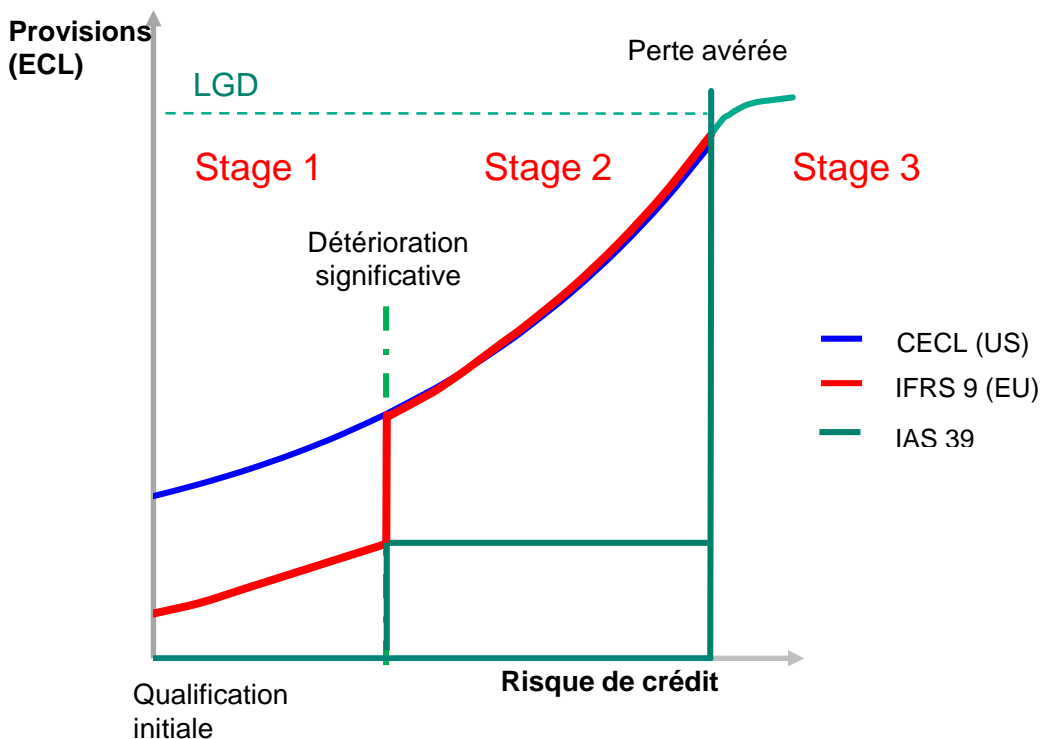 Provisions
(ECL)
Perte avérée
LGD
Stage 1
Stage 2
Stage 3
Détérioration
significative
CECL (US)
IFRS 9 (EU)
IAS 39
Risque de crédit
Qualification
initiale